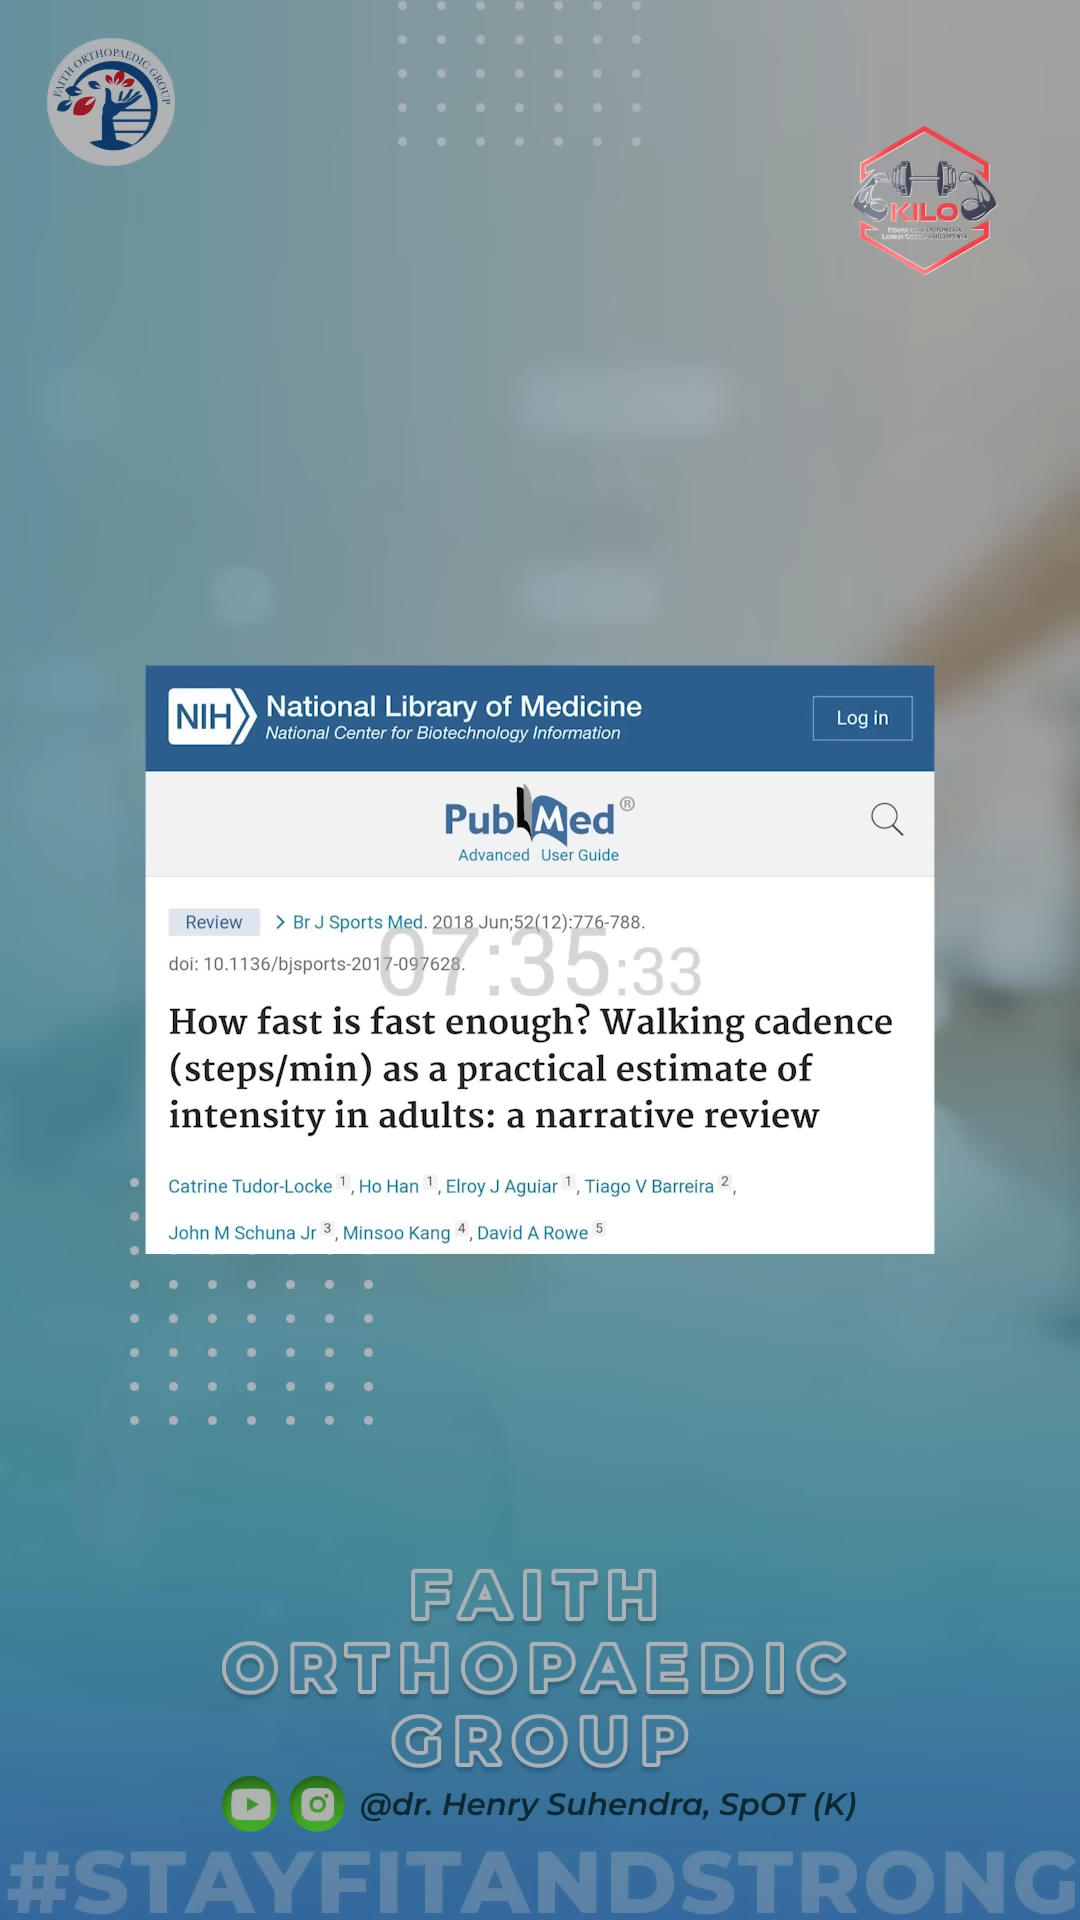 FAITH ORTHOPAEDIC GROUP
KILO
NIH
National Library of Medicine
National Center for Biotechnology Information
Log in
PubMed®
Advanced User Guide
Review
Br J Sports Med. 2018 Jun;52(12):776-788.
07:35:33
doi: 10.1136/bjsports-2017-097628.
How fast is fast enough? Walking cadence
(steps/min) as a practical estimate of
intensity in adults: a narrative review
Catrine Tudor-Locke 1, Ho Han 1, Elroy J Aguiar 1, Tiago V Barreira 2,
John M Schuna Jr 3, Minsoo Kang 4, David A Rowe 5
FAITH
ORTHOPAEDIC
GROUP
@dr. Henry Suhendra, SpOT (K)
#STAYFITANDSTRONG